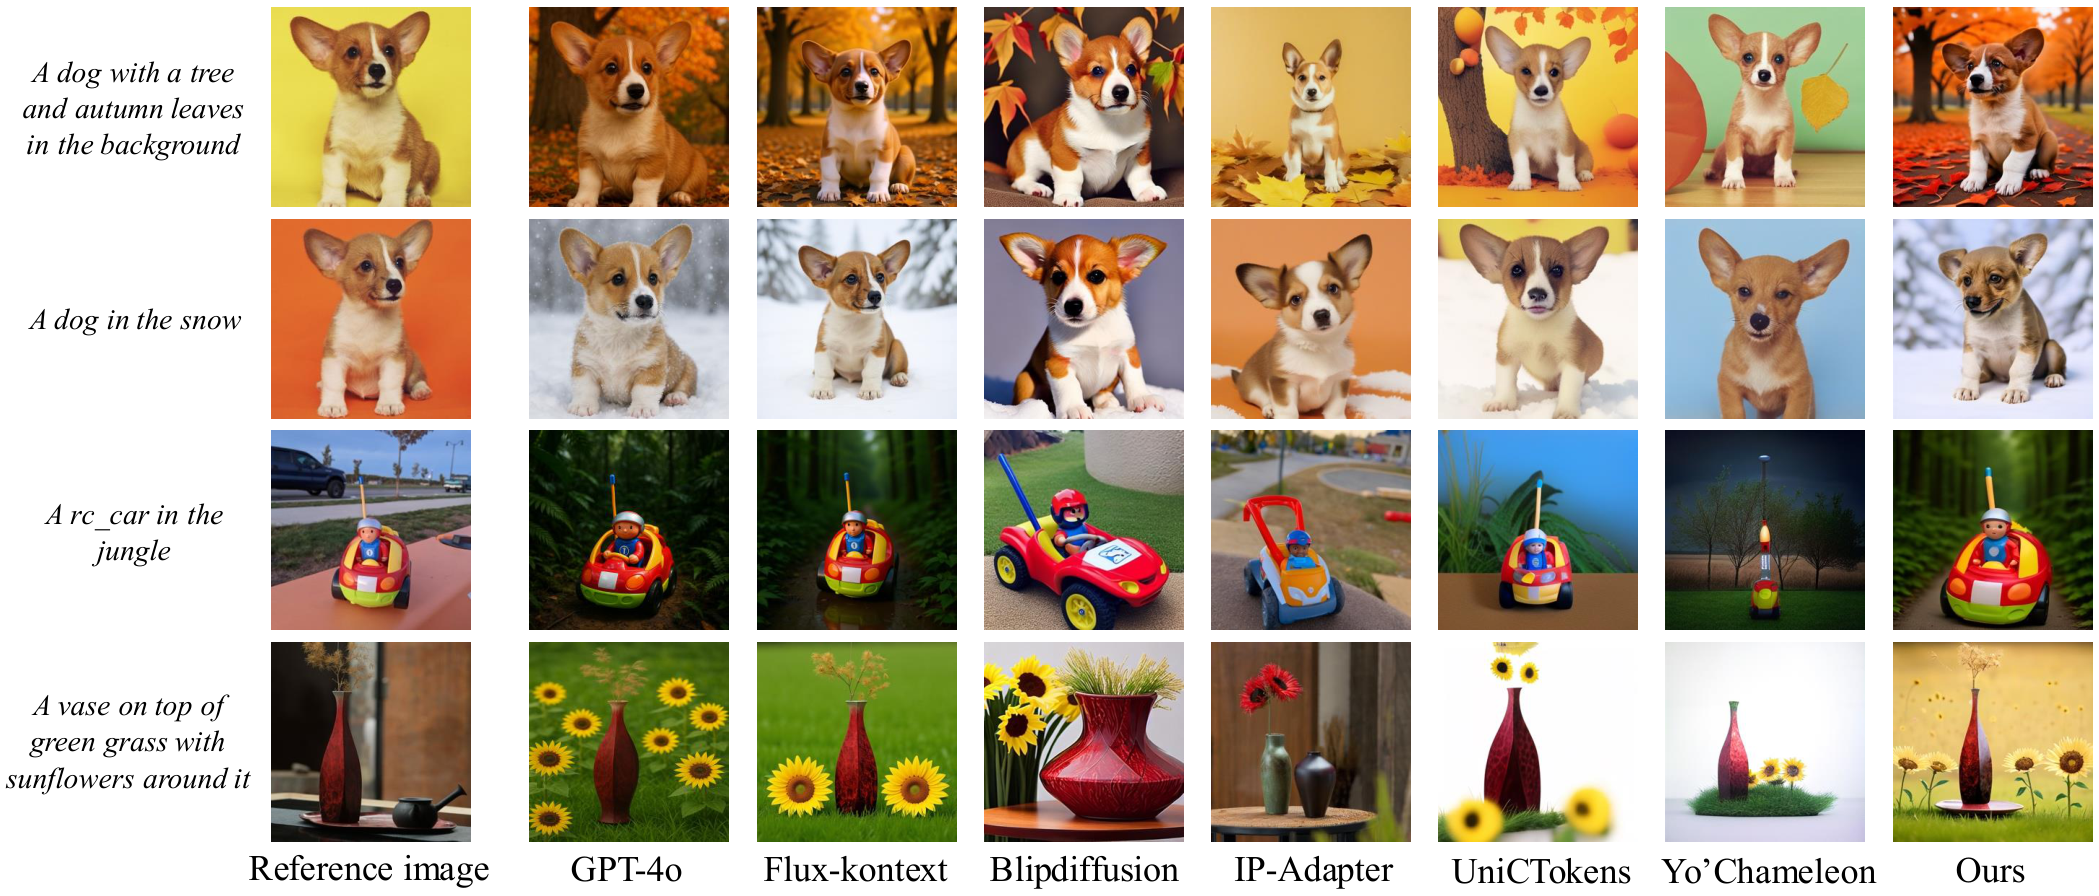 A dog with a tree
and autumn leaves
in the background
A dog in the snow
A rc_car in the
jungle
A vase on top of
green grass with
sunflowers around it
Reference image
GPT-4o
Flux-kontext
Blipdiffusion
IP-Adapter
UniCTokens
Yo’Chameleon
Ours